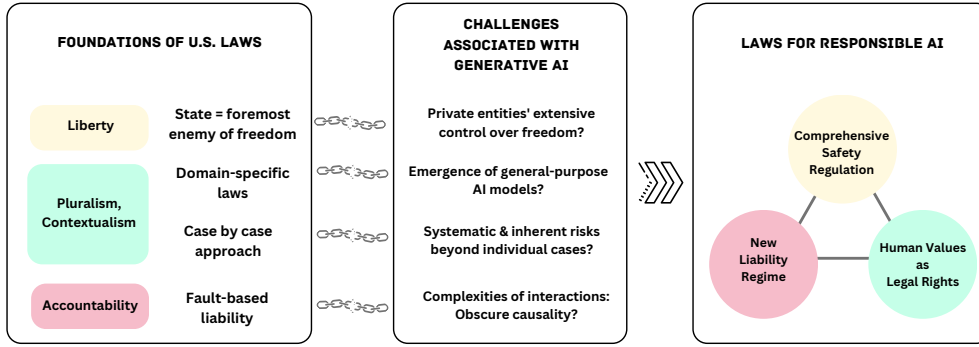 FOUNDATIONS OF U.S. LAWS
Liberty
State = foremost
enemy of freedom
Pluralism,
Contextualism
Domain-specific
laws
Case by case
approach
Accountability
Fault-based
liability
CHALLENGES
ASSOCIATED WITH
GENERATIVE AI
Private entities' extensive
control over freedom?
Emergence of general-purpose
AI models?
Systematic & inherent risks
beyond individual cases?
Complexities of interactions:
Obscure causality?
LAWS FOR RESPONSIBLE AI
Comprehensive
Safety
Regulation
New
Liability
Regime
Human Values
as
Legal Rights